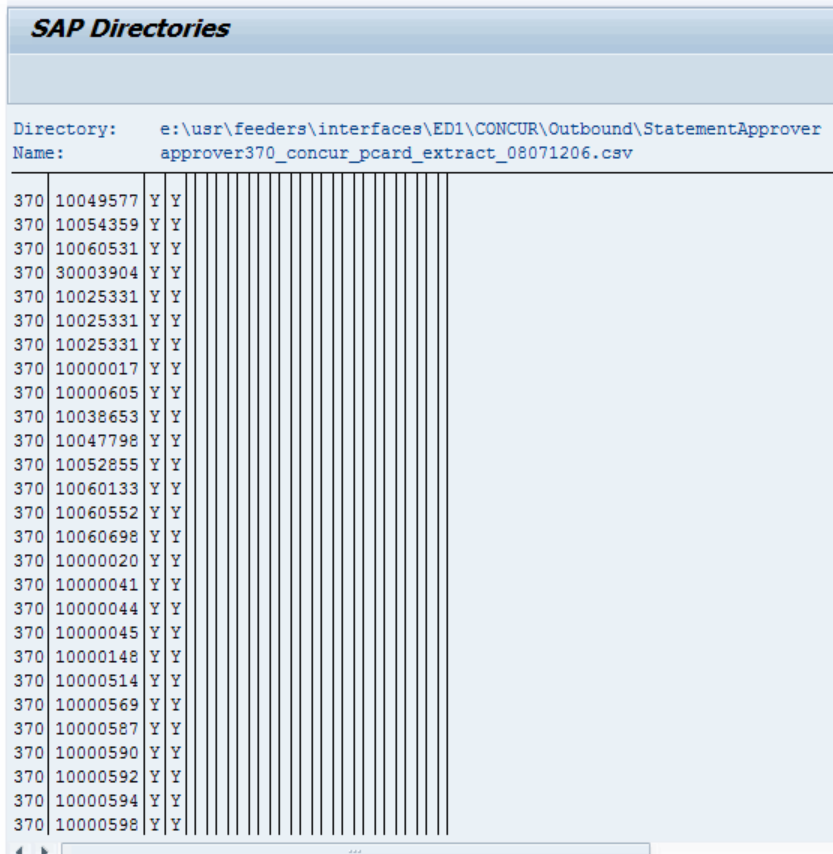 SAP Directories
Directory: e:\usr\feeders\interfaces\ED1\CONCUR\Outbound\StatementApprover
Name: approver370_concur_pcard_extract_08071206.csv
370|10049577|Y|Y||||||||||||||||||||||
370|10054359|Y|Y||||||||||||||||||||||
370|10060531|Y|Y||||||||||||||||||||||
370|30003904|Y|Y||||||||||||||||||||||
370|10025331|Y|Y||||||||||||||||||||||
370|10025331|Y|Y||||||||||||||||||||||
370|10025331|Y|Y||||||||||||||||||||||
370|10000017|Y|Y||||||||||||||||||||||
370|10000605|Y|Y||||||||||||||||||||||
370|10038653|Y|Y||||||||||||||||||||||
370|10047798|Y|Y||||||||||||||||||||||
370|10052855|Y|Y||||||||||||||||||||||
370|10060133|Y|Y||||||||||||||||||||||
370|10060552|Y|Y||||||||||||||||||||||
370|10060698|Y|Y||||||||||||||||||||||
370|10000020|Y|Y||||||||||||||||||||||
370|10000041|Y|Y||||||||||||||||||||||
370|10000044|Y|Y||||||||||||||||||||||
370|10000045|Y|Y||||||||||||||||||||||
370|10000148|Y|Y||||||||||||||||||||||
370|10000514|Y|Y||||||||||||||||||||||
370|10000569|Y|Y||||||||||||||||||||||
370|10000587|Y|Y||||||||||||||||||||||
370|10000590|Y|Y||||||||||||||||||||||
370|10000592|Y|Y||||||||||||||||||||||
370|10000594|Y|Y||||||||||||||||||||||
370|10000598|Y|Y||||||||||||||||||||||